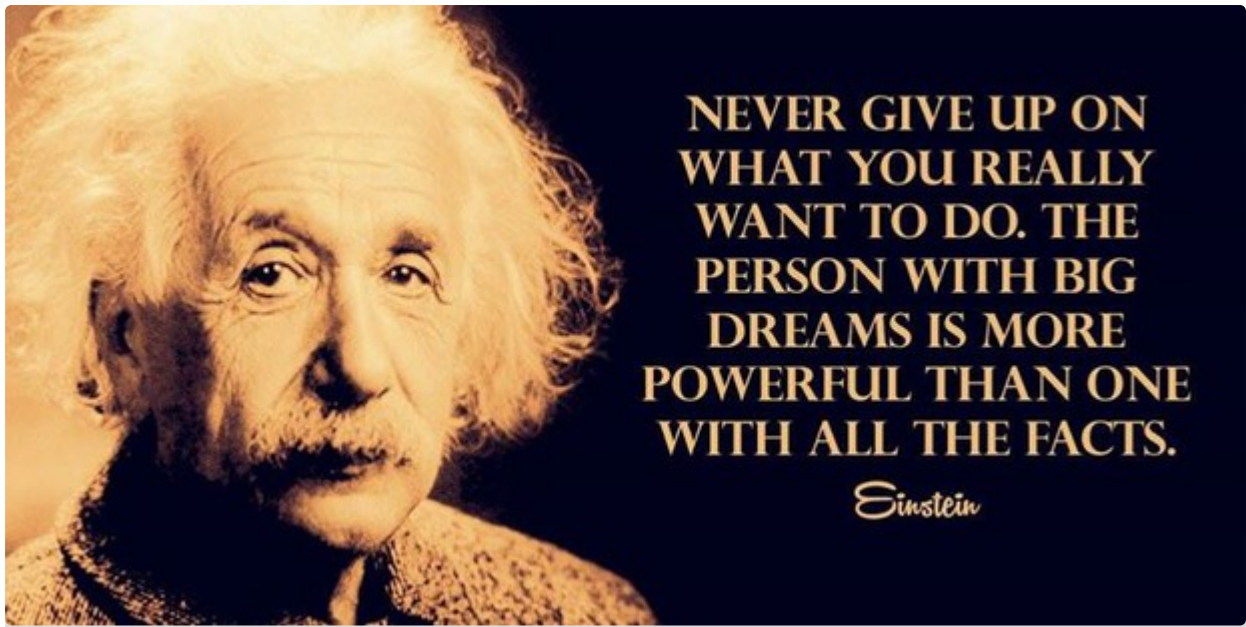 NEVER GIVE UP ON
WHAT YOU REALLY
WANT TO DO. THE
PERSON WITH BIG
DREAMS IS MORE
POWERFUL THAN ONE
WITH ALL THE FACTS.
Einstein